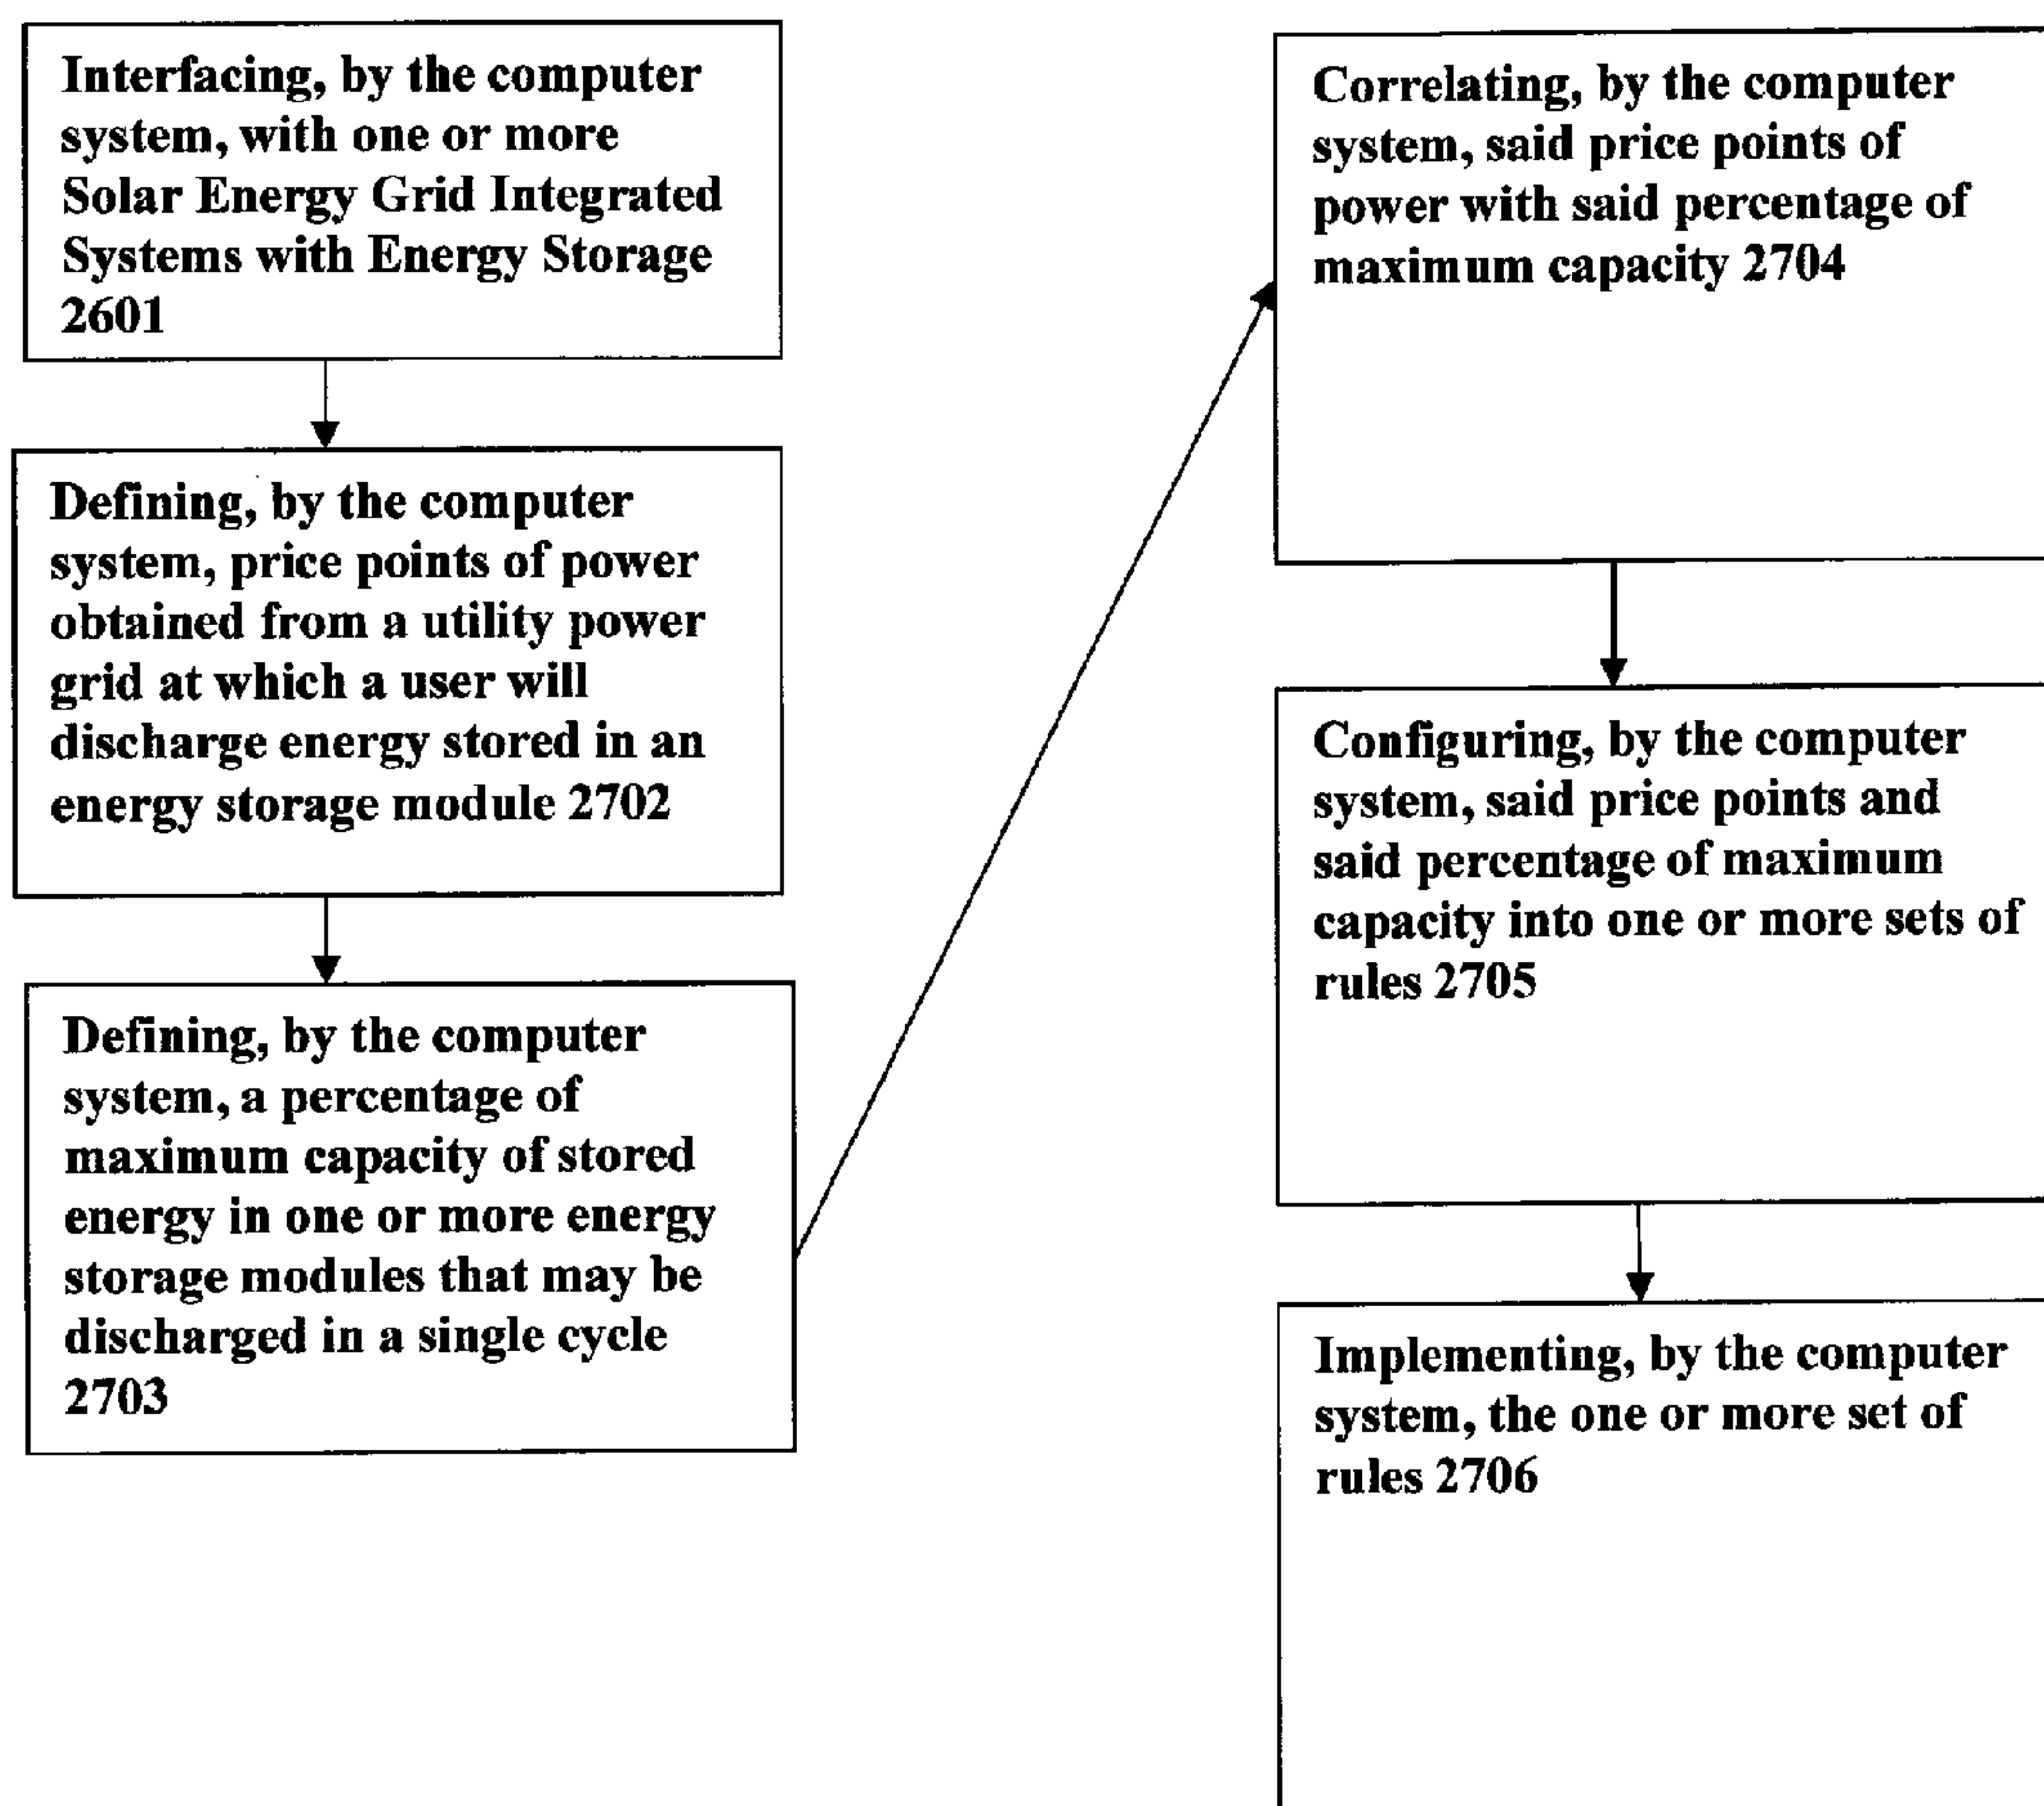 Interfacing, by the computer
system, with one or more
Solar Energy Grid Integrated
Systems with Energy Storage
2601
Defining, by the computer
system, price points of power
obtained from a utility power
grid at which a user will
discharge energy stored in an
energy storage module 2702
Defining, by the computer
system, a percentage of
maximum capacity of stored
energy in one or more energy
storage modules that may be
discharged in a single cycle
2703
Correlating, by the computer
system, said price points of
power with said percentage of
maximum capacity 2704
Configuring, by the computer
system, said price points and
said percentage of maximum
capacity into one or more sets of
rules 2705
Implementing, by the computer
system, the one or more set of
rules 2706